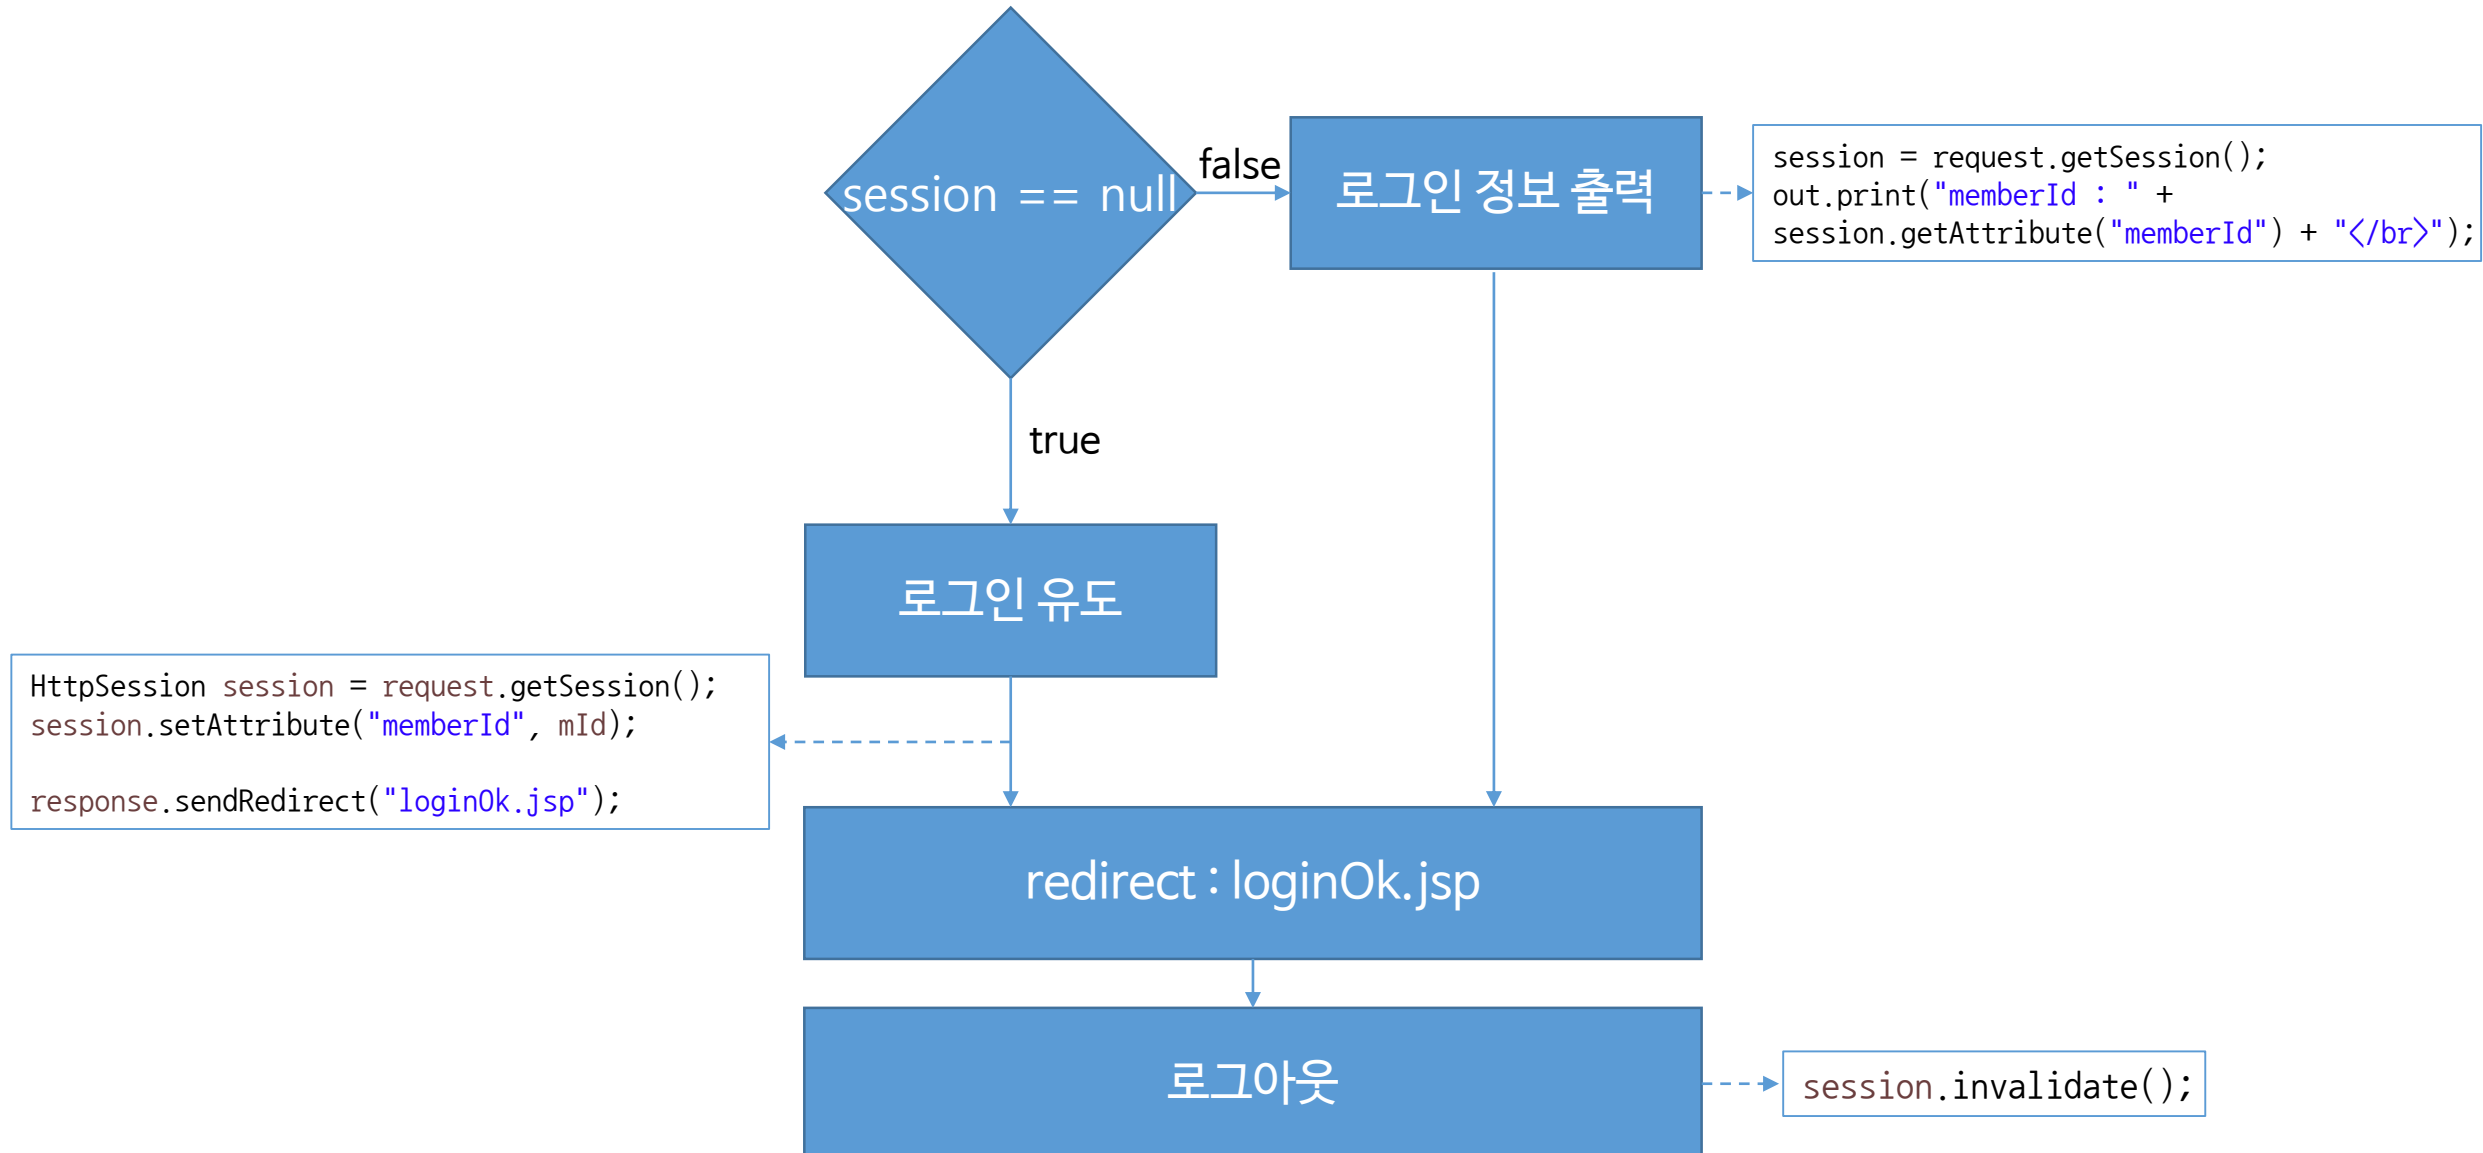 session == null
false
로그인 정보 출력
session = request.getSession();
out.print("memberId : " +
session.getAttribute("memberId") + "</br>");
true
로그인 유도
HttpSession session = request.getSession();
session.setAttribute("memberId", mId);
response.sendRedirect("loginOk.jsp");
redirect : loginOk.jsp
로그아웃
session.invalidate();